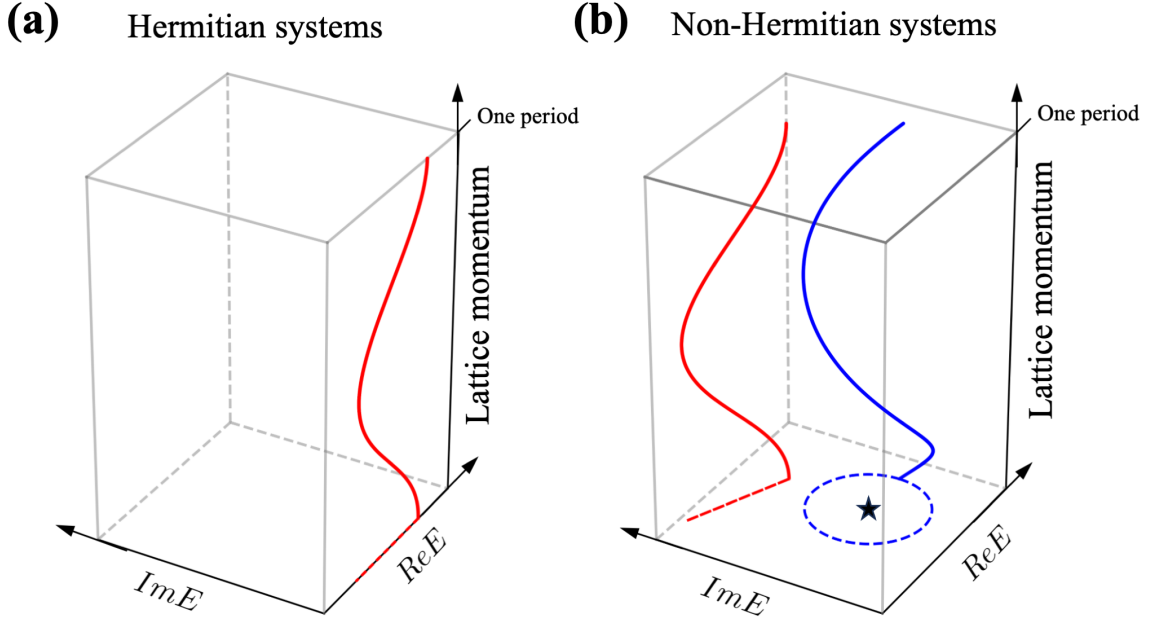 (a) Hermitian systems
One period
Lattice momentum
ReE
ImE
(b) Non-Hermitian systems
One period
Lattice momentum
ReE
ImE